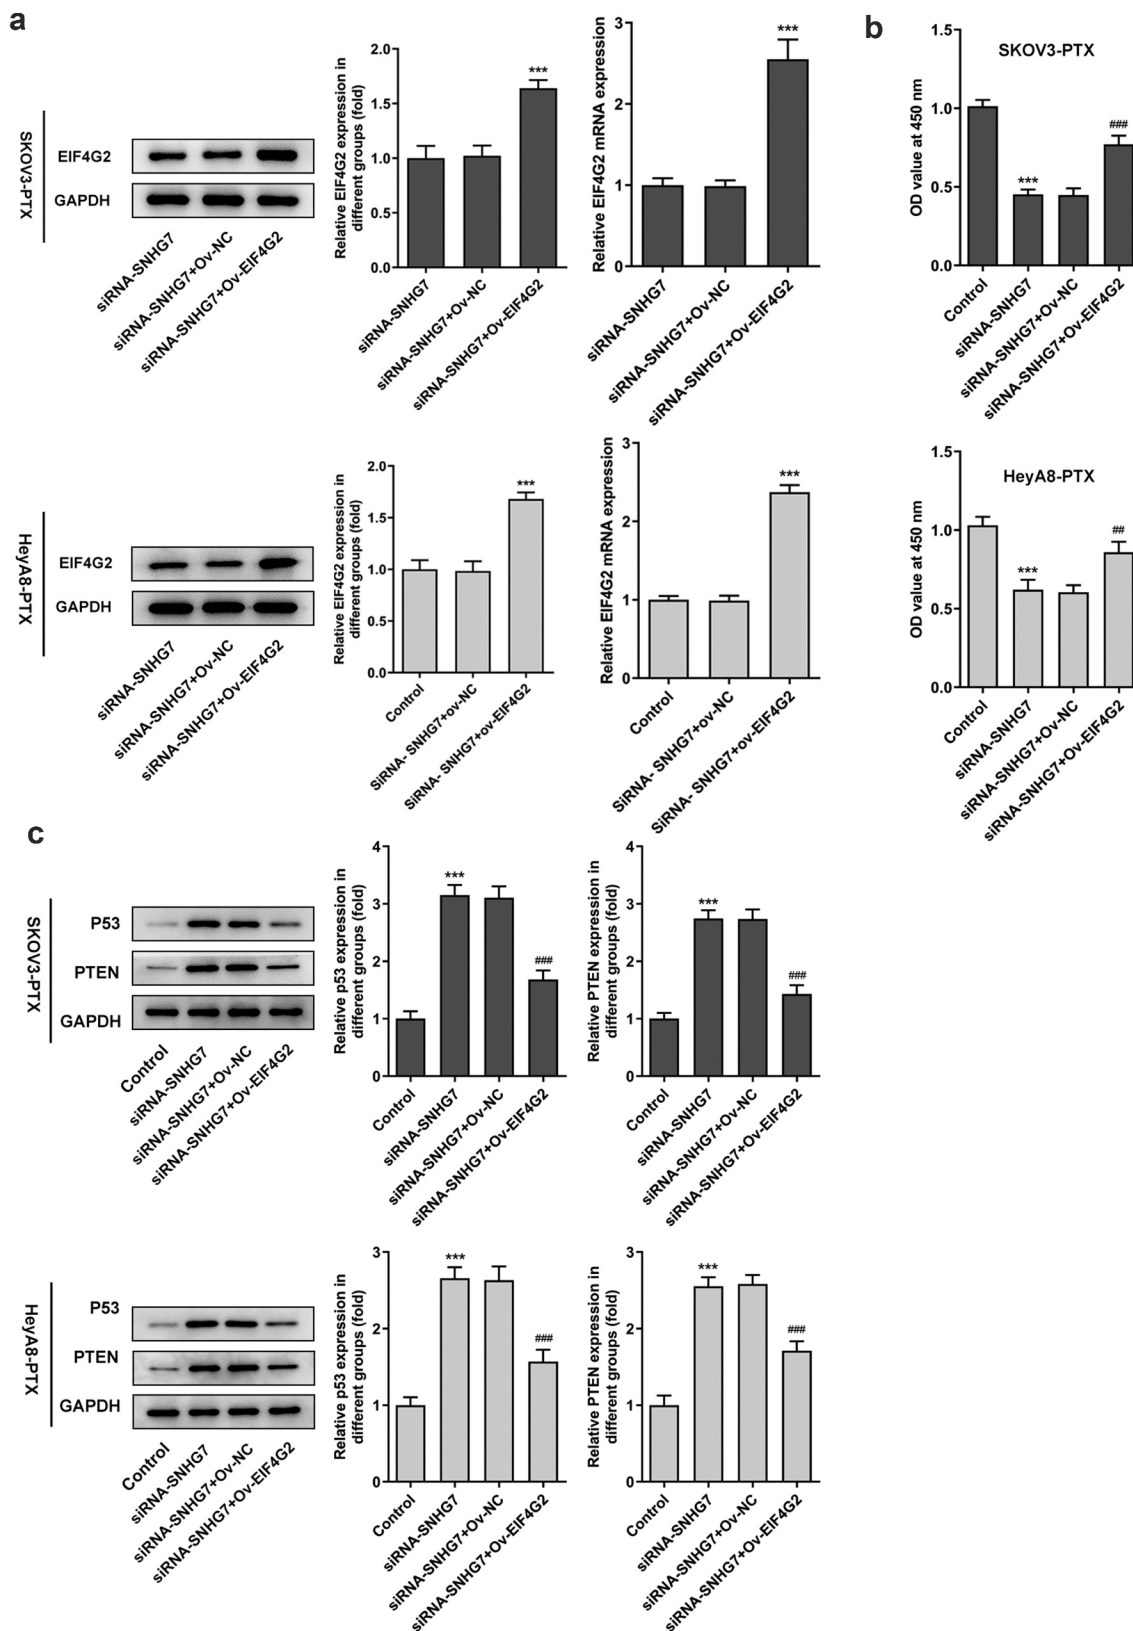 a
SKOV3-PTX
EIF4G2
GAPDH
siRNA-SNHG7
siRNA-SNHG7+Ov-NC
siRNA-SNHG7+Ov-EIF4G2
Relative EIF4G2 expression in
different groups (fold)
2.0
1.5
1.0
0.5
0.0
***
siRNA-SNHG7
siRNA-SNHG7+Ov-NC
siRNA-SNHG7+Ov-EIF4G2
Relative EIF4G2 mRNA expression
3
2
1
0
***
siRNA-SNHG7
siRNA-SNHG7+Ov-NC
siRNA-SNHG7+Ov-EIF4G2
b
SKOV3-PTX
OD value at 450 nm
1.5
1.0
0.5
0.0
***
###
Control
siRNA-SNHG7
siRNA-SNHG7+Ov-NC
siRNA-SNHG7+Ov-EIF4G2
HeyA8-PTX
EIF4G2
GAPDH
siRNA-SNHG7
siRNA-SNHG7+Ov-NC
siRNA-SNHG7+Ov-EIF4G2
Relative EIF4G2 expression in
different groups (fold)
2.0
1.5
1.0
0.5
0.0
***
Control
SiRNA- SNHG7+ov-NC
SiRNA- SNHG7+ov-EIF4G2
Relative EIF4G2 mRNA expression
3
2
1
0
***
Control
SiRNA- SNHG7+ov-NC
SiRNA- SNHG7+ov-EIF4G2
HeyA8-PTX
OD value at 450 nm
1.5
1.0
0.5
0.0
***
##
Control
siRNA-SNHG7
siRNA-SNHG7+Ov-NC
siRNA-SNHG7+Ov-EIF4G2
c
SKOV3-PTX
P53
PTEN
GAPDH
Control
siRNA-SNHG7
siRNA-SNHG7+Ov-NC
siRNA-SNHG7+Ov-EIF4G2
Relative p53 expression in
different groups (fold)
4
3
2
1
0
***
###
Control
siRNA-SNHG7
siRNA-SNHG7+Ov-NC
siRNA-SNHG7+Ov-EIF4G2
Relative PTEN expression in
different groups (fold)
4
3
2
1
0
***
###
Control
siRNA-SNHG7
siRNA-SNHG7+Ov-NC
siRNA-SNHG7+Ov-EIF4G2
HeyA8-PTX
P53
PTEN
GAPDH
Control
siRNA-SNHG7
siRNA-SNHG7+Ov-NC
siRNA-SNHG7+Ov-EIF4G2
Relative p53 expression in
different groups (fold)
3
2
1
0
***
###
Control
siRNA-SNHG7
siRNA-SNHG7+Ov-NC
siRNA-SNHG7+Ov-EIF4G2
Relative PTEN expression in
different groups (fold)
3
2
1
0
***
###
Control
siRNA-SNHG7
siRNA-SNHG7+Ov-NC
siRNA-SNHG7+Ov-EIF4G2